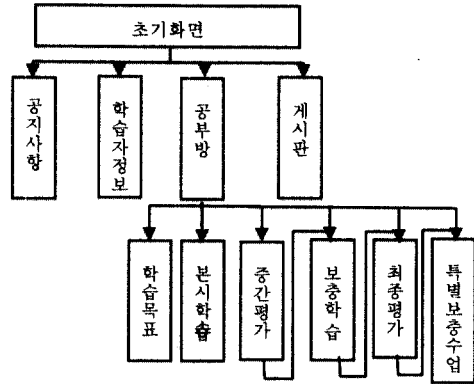 초기화면
공지사항
학습자정보
공부방
게시판
학습목표
본시학습
중간평가
보충학습
최종평가
특별보충수업